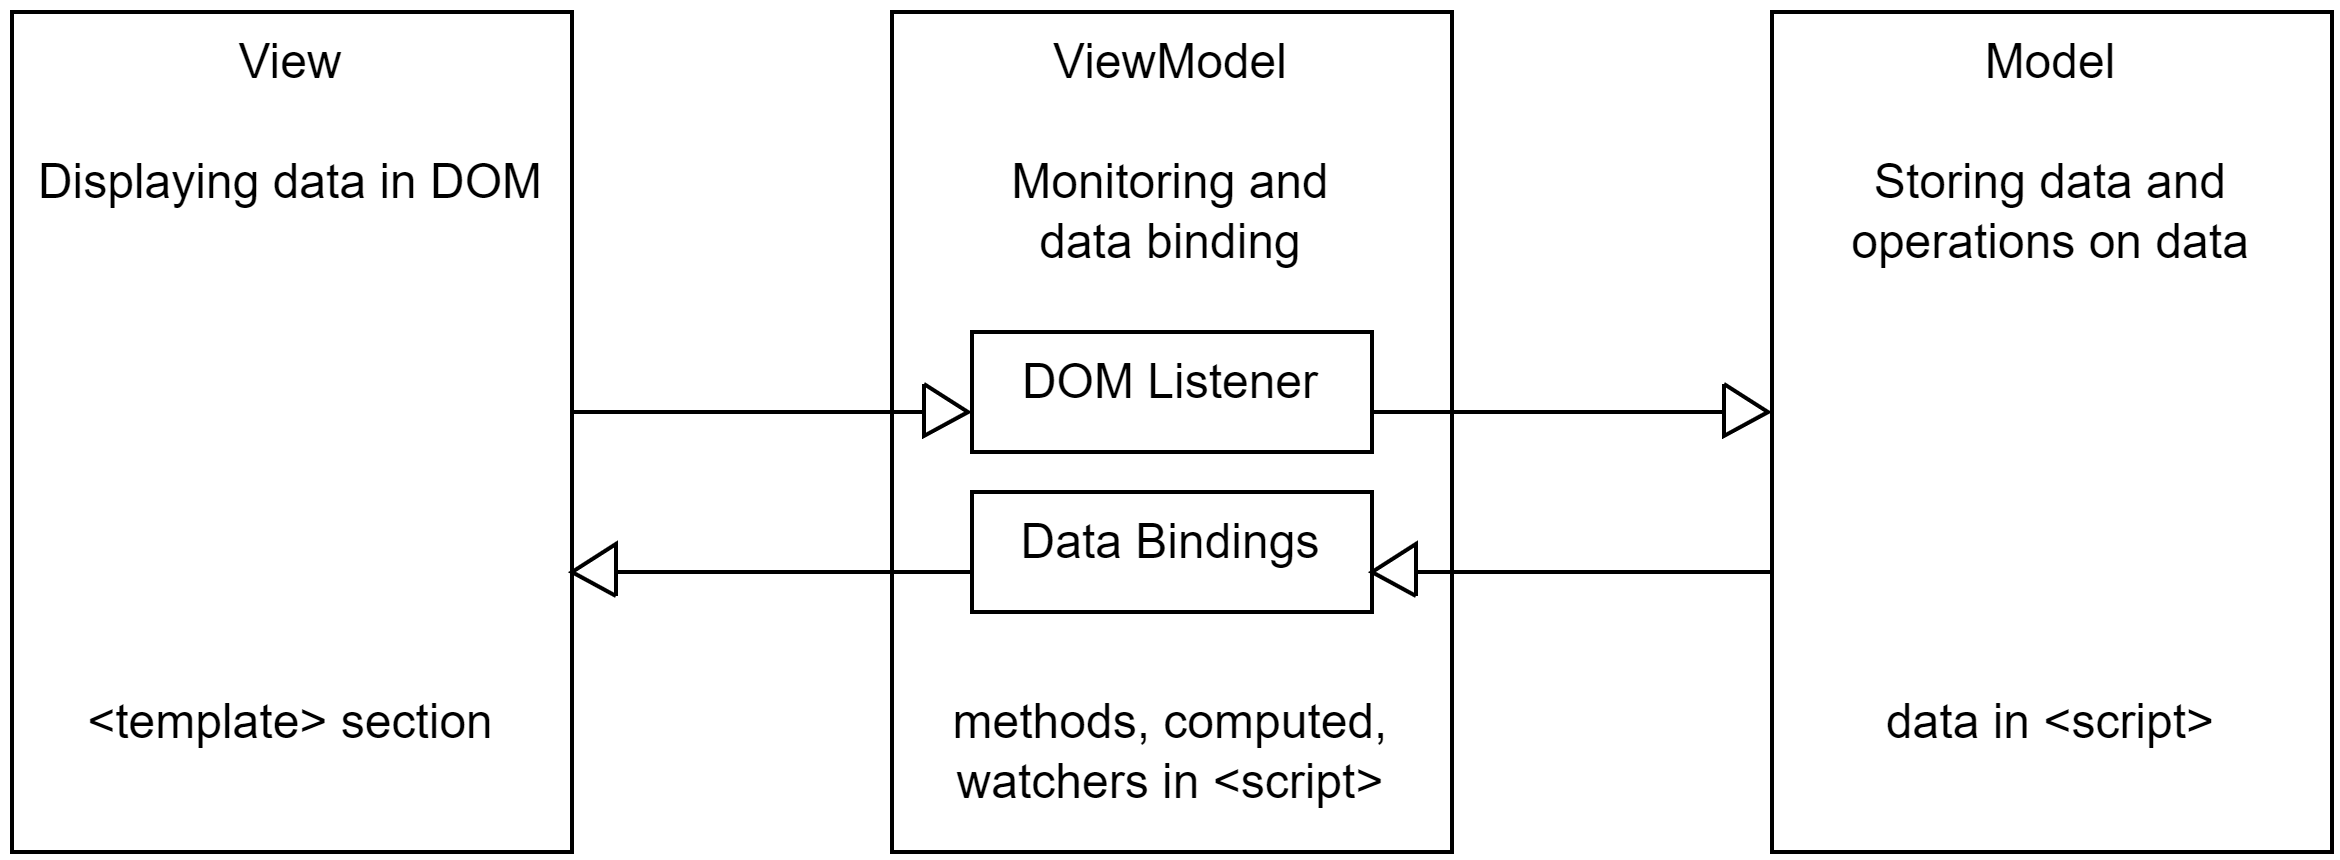 View
Displaying data in DOM
<template> section
ViewModel
Monitoring and
data binding
DOM Listener
Data Bindings
methods, computed,
watchers in <script>
Model
Storing data and
operations on data
data in <script>